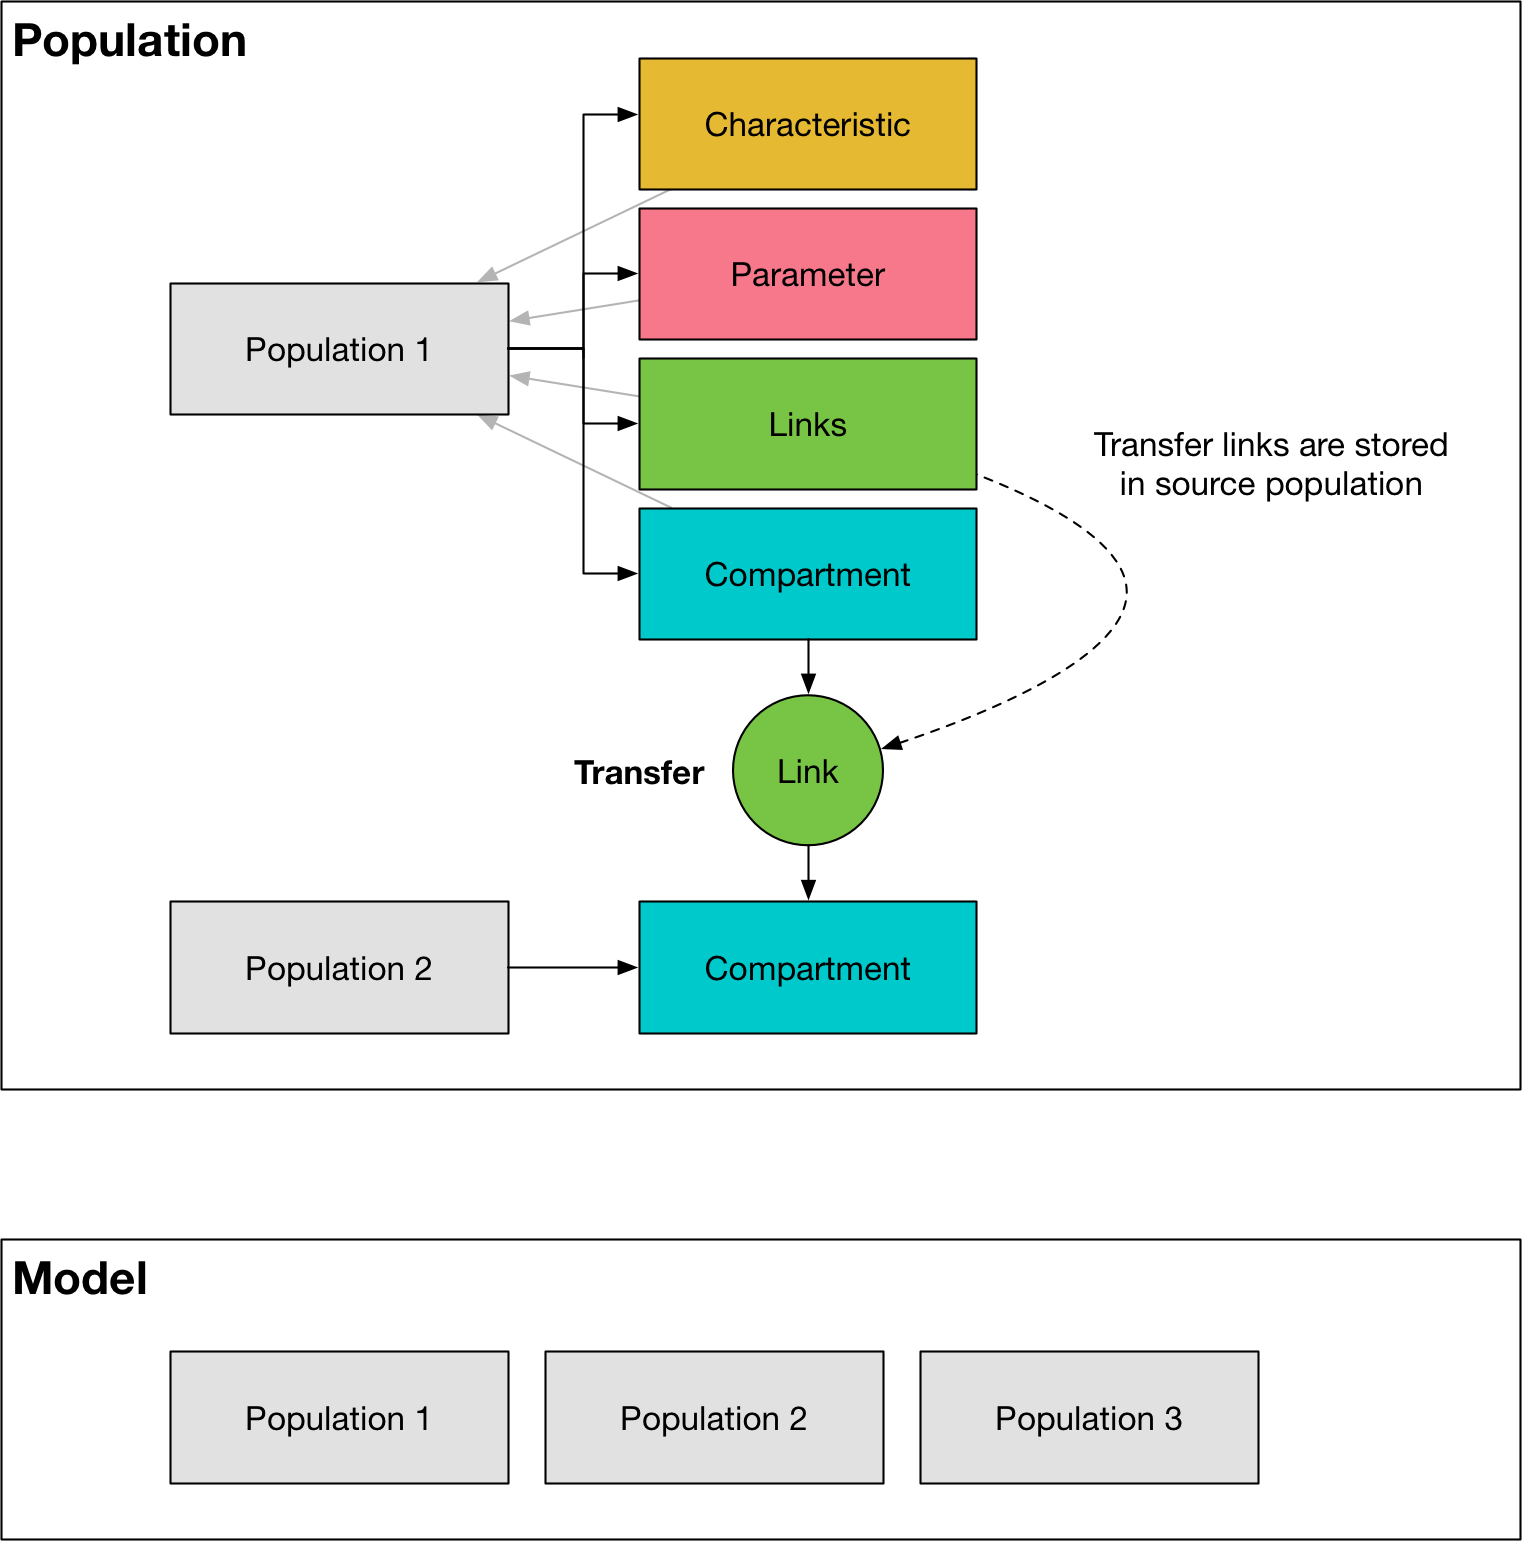 Population
Characteristic
Parameter
Population 1
Links
Transfer links are stored
in source population
Compartment
Transfer
Link
Population 2
Compartment
Model
Population 1
Population 2
Population 3